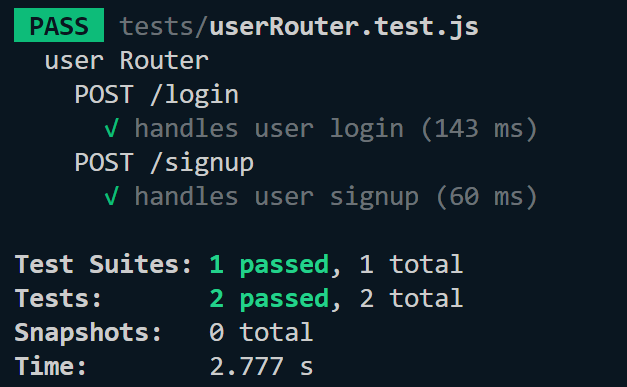 PASS tests/userRouter.test.js
user Router
POST /login
√ handles user login (143 ms)
POST /signup
√ handles user signup (60 ms)
Test Suites: 1 passed, 1 total
Tests: 2 passed, 2 total
Snapshots: 0 total
Time: 2.777 s